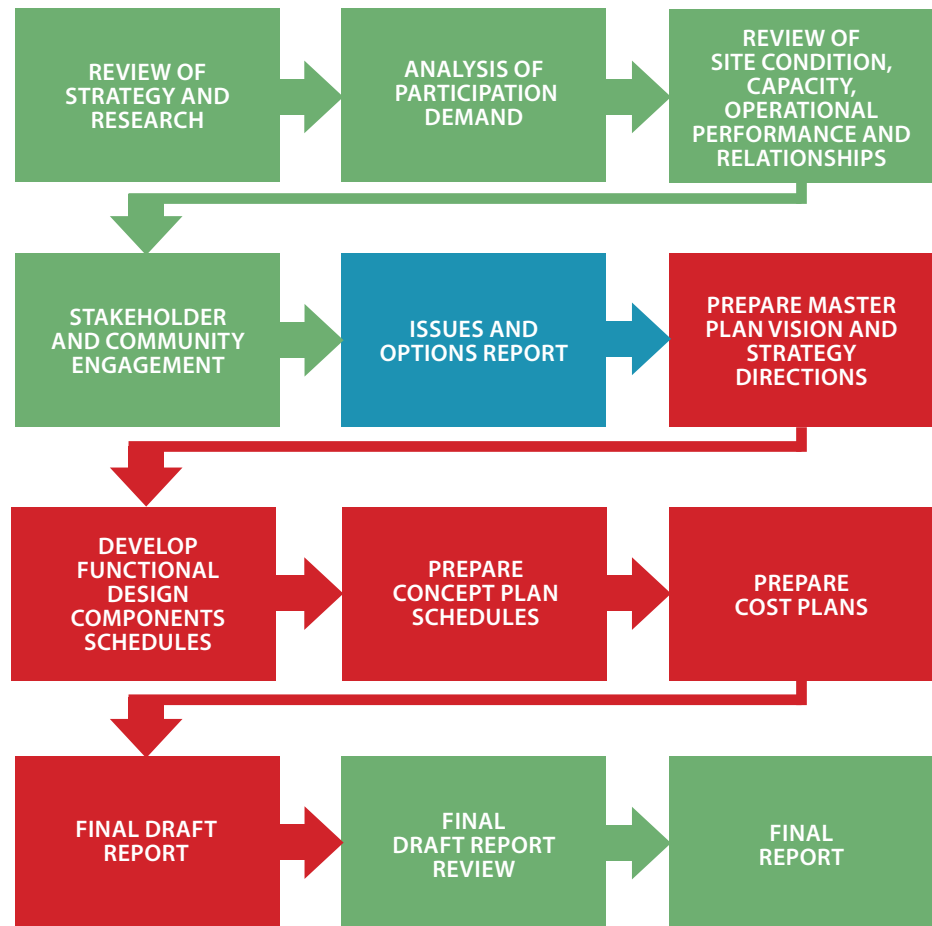 REVIEW OF
STRATEGY AND
RESEARCH
ANALYSIS OF
PARTICIPATION
DEMAND
REVIEW OF
SITE CONDITION,
CAPACITY,
OPERATIONAL
PERFORMANCE AND
RELATIONSHIPS
STAKEHOLDER
AND COMMUNITY
ENGAGEMENT
ISSUES AND
OPTIONS REPORT
PREPARE MASTER
PLAN VISION AND
STRATEGY
DIRECTIONS
DEVELOP
FUNCTIONAL
DESIGN
COMPONENTS
SCHEDULES
PREPARE
CONCEPT PLAN
SCHEDULES
PREPARE
COST PLANS
FINAL DRAFT
REPORT
FINAL
DRAFT REPORT
REVIEW
FINAL
REPORT